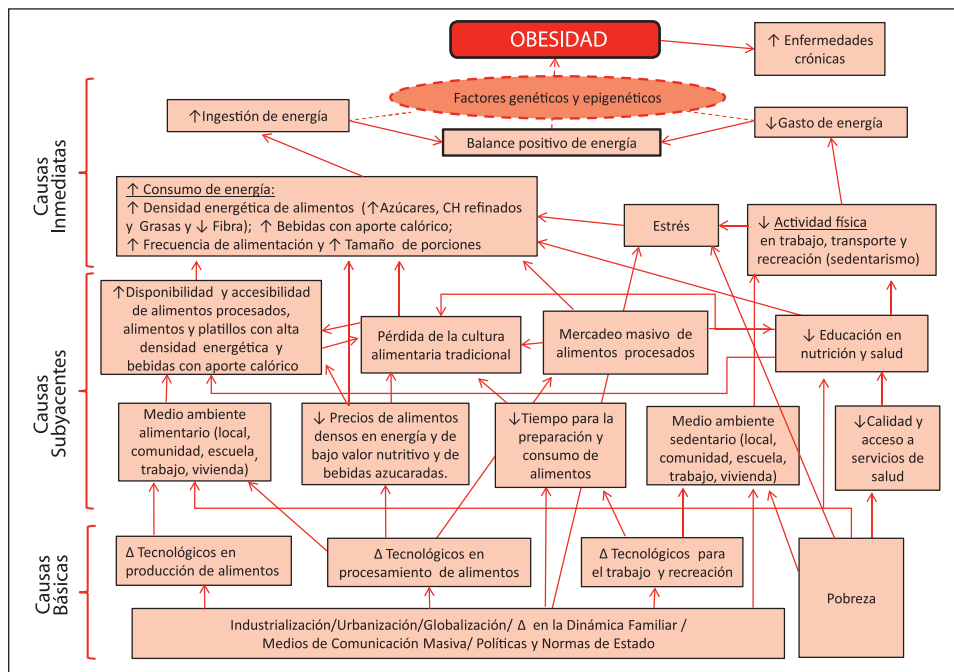 OBESIDAD
↑ Enfermedades
crónicas
Factores genéticos y epigenéticos
↑Ingestión de energía
↓Gasto de energía
Balance positivo de energía
Causas
Inmediatas
↑ Consumo de energía:
↑ Densidad energética de alimentos (↑Azúcares, CH refinados
y Grasas y ↓ Fibra); ↑ Bebidas con aporte calórico;
↑ Frecuencia de alimentación y ↑ Tamaño de porciones
Estrés
↓ Actividad física
en trabajo, transporte y
recreación (sedentarismo)
Causas
Subyacentes
↑Disponibilidad y accesibilidad
de alimentos procesados,
alimentos y platillos con alta
densidad energética y
bebidas con aporte calórico
Pérdida de la cultura
alimentaria tradicional
Mercadeo masivo de
alimentos procesados
↓ Educación en
nutrición y salud
Medio ambiente
alimentario (local,
comunidad, escuela,
trabajo, vivienda)
↓ Precios de alimentos
densos en energía y de
bajo valor nutritivo y de
bebidas azucaradas.
↓Tiempo para la
preparación y
consumo de
alimentos
Medio ambiente
sedentario (local,
comunidad, escuela,
trabajo, vivienda)
↓Calidad y
acceso a
servicios de
salud
Causas
Básicas
Δ Tecnológicos en
producción de alimentos
Δ Tecnológicos en
procesamiento de alimentos
Δ Tecnológicos para
el trabajo y recreación
Pobreza
Industrialización/Urbanización/Globalización/ Δ en la Dinámica Familiar /
Medios de Comunicación Masiva/ Políticas y Normas de Estado